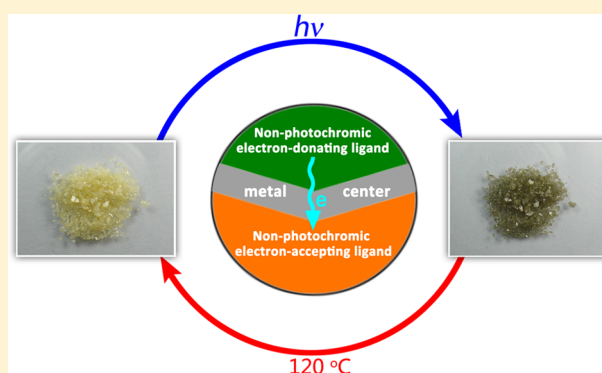 hν
Non-photochromic
electron-donating ligand
metal center
e
Non-photochromic
electron-accepting ligand
120 °C